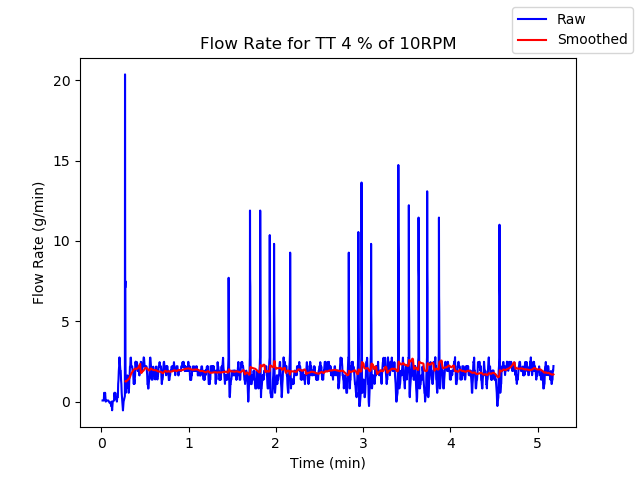 Raw
Smoothed
Flow Rate for TT 4 % of 10RPM
Flow Rate (g/min)
20
15
10
5
0
0 1 2 3 4 5
Time (min)